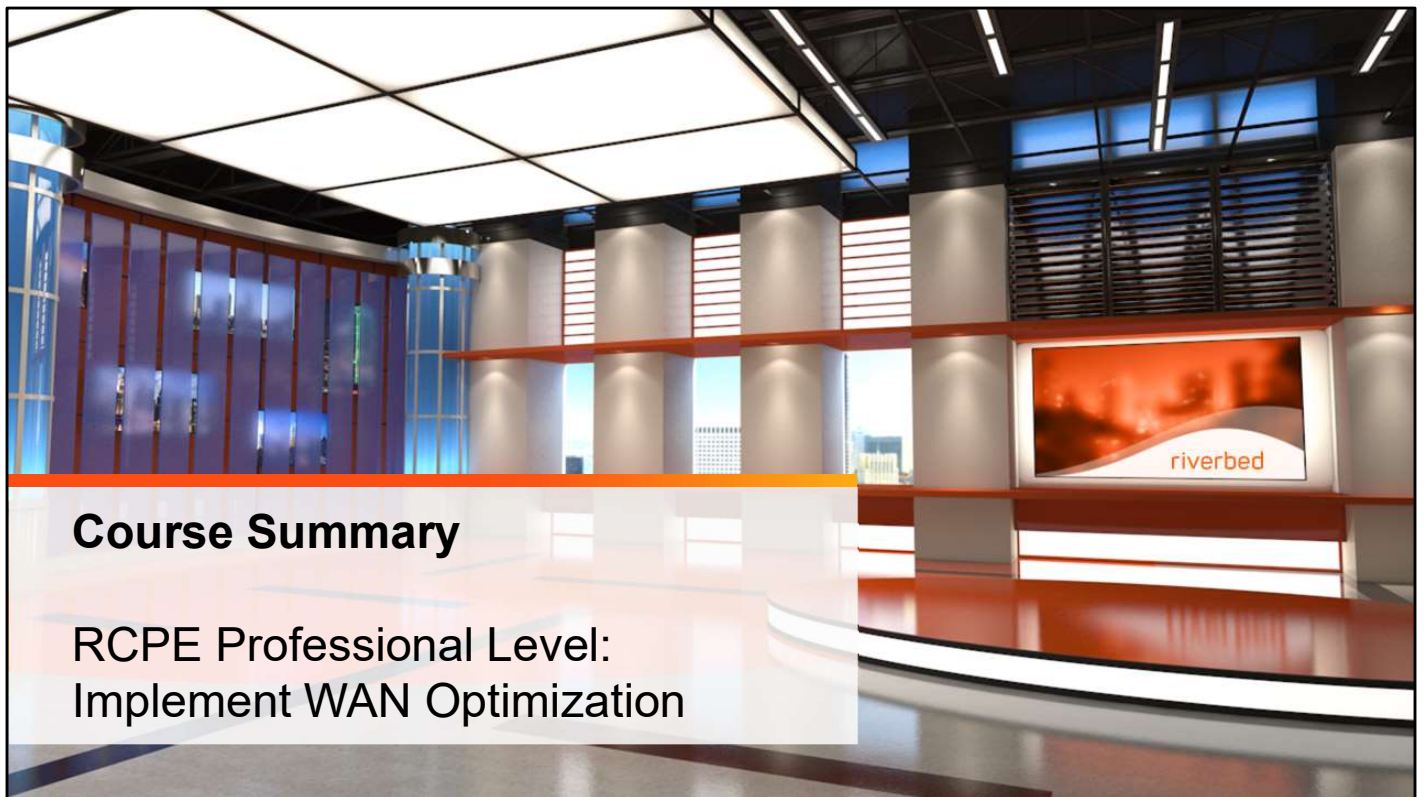 riverbed
Course Summary
RCPE Professional Level:
Implement WAN Optimization